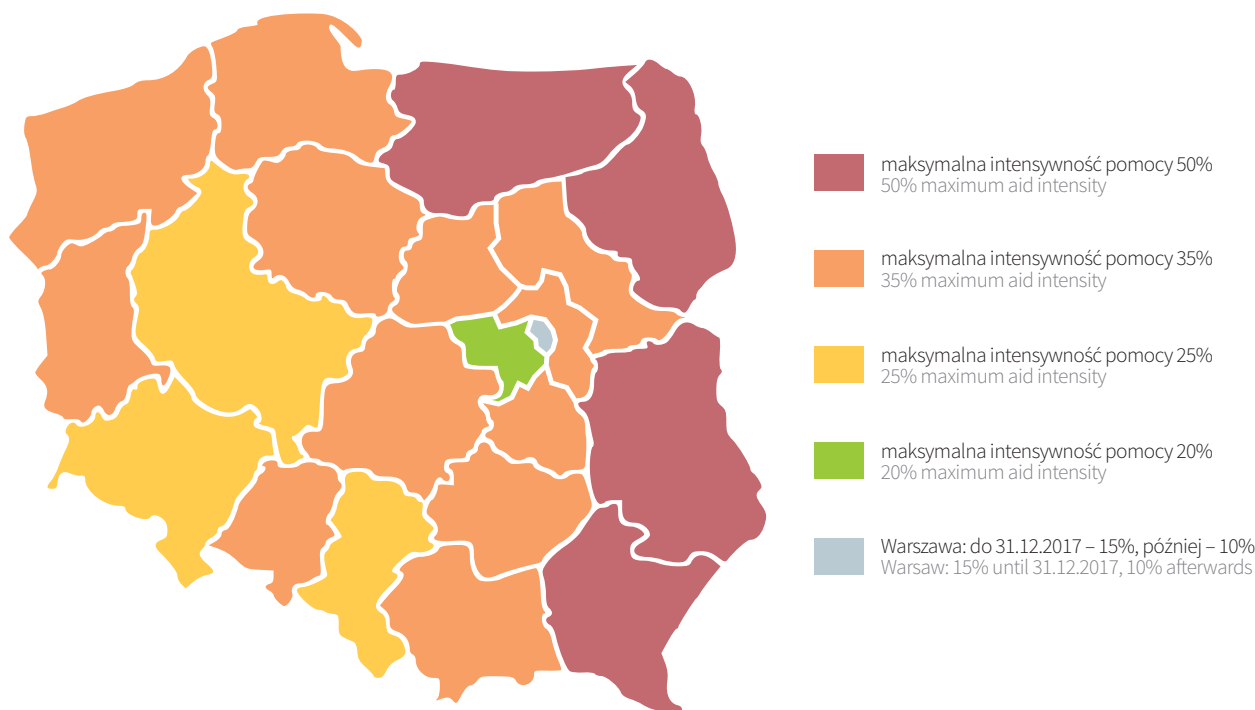 maksymalna intensywność pomocy 50%
50% maximum aid intensity
maksymalna intensywność pomocy 35%
35% maximum aid intensity
maksymalna intensywność pomocy 25%
25% maximum aid intensity
maksymalna intensywność pomocy 20%
20% maximum aid intensity
Warszawa: do 31.12.2017 – 15%, później – 10%
Warsaw: 15% until 31.12.2017, 10% afterwards